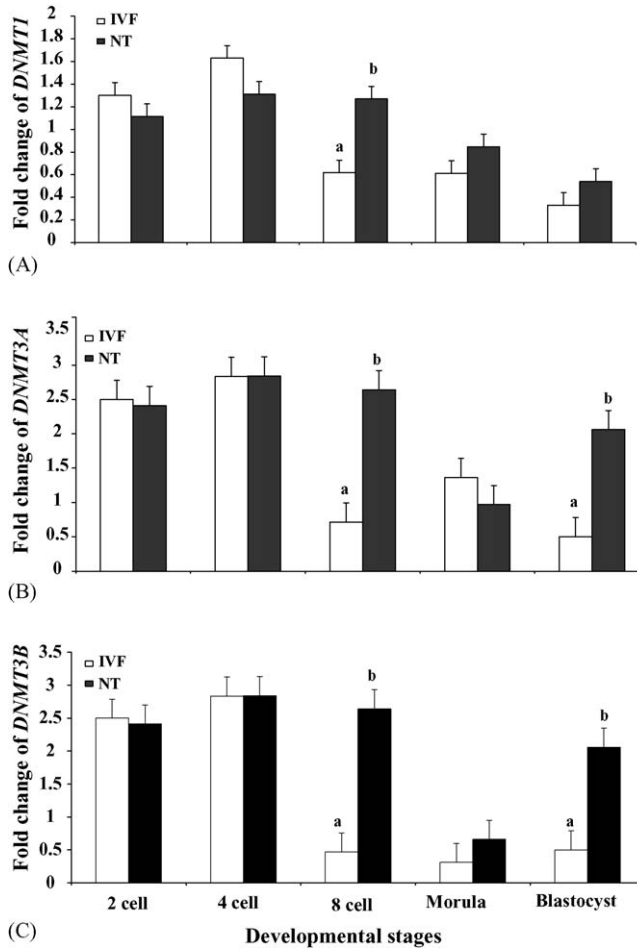 Fold change of DNMT1
2
1.8
1.6
1.4
1.2
1
0.8
0.6
0.4
0.2
0
IVF
NT
a
b
(A)
Fold change of DNMT3A
3.5
3
2.5
2
1.5
1
0.5
0
IVF
NT
a
b
a
b
(B)
Fold change of DNMT3B
3.5
3
2.5
2
1.5
1
0.5
0
IVF
NT
a
b
a
b
2 cell 4 cell 8 cell Morula Blastocyst
(C)
Developmental stages